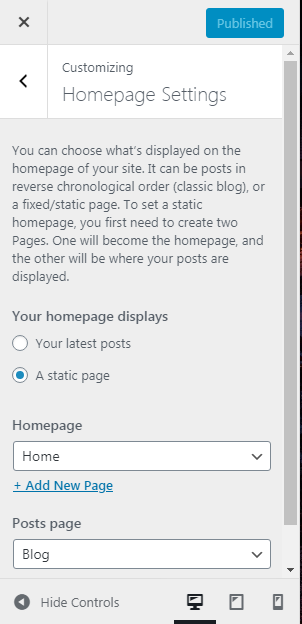 Published
Customizing
Homepage Settings
You can choose what's displayed on the
homepage of your site. It can be posts in
reverse chronological order (classic blog), or
a fixed/static page. To set a static
homepage, you first need to create two
Pages. One will become the homepage, and
the other will be where your posts are
displayed.
Your homepage displays
Your latest posts
A static page
Homepage
Home
+ Add New Page
Posts page
Blog
Hide Controls